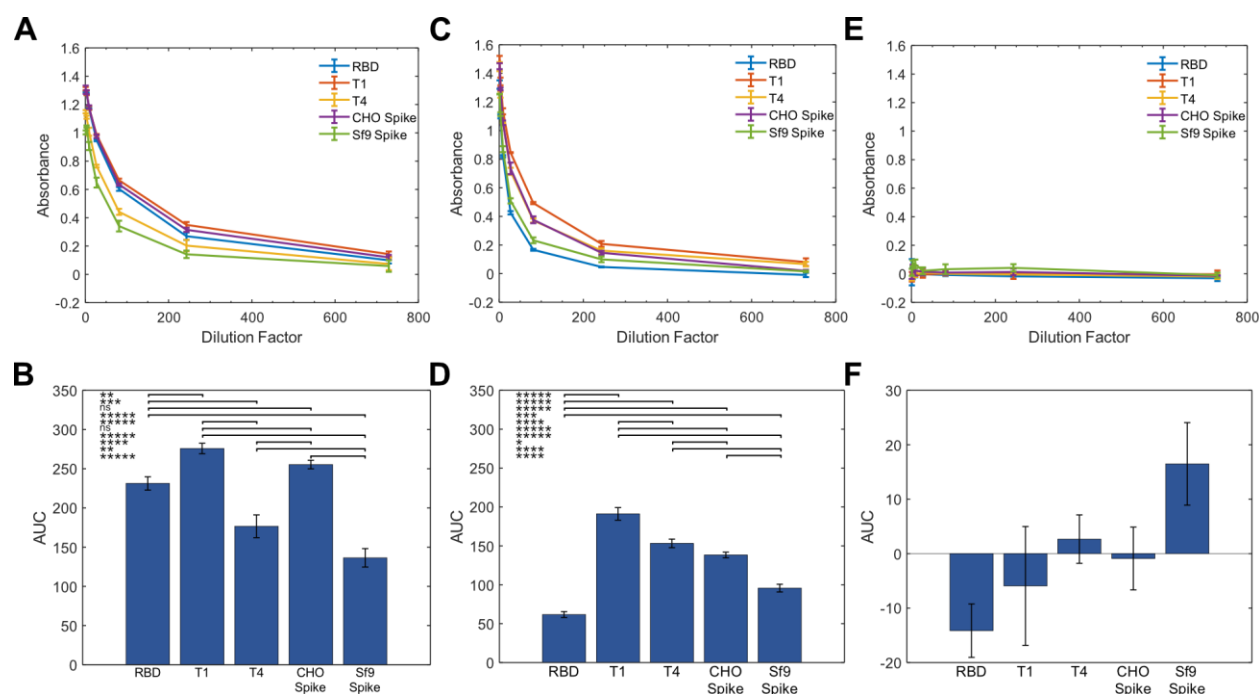 A
1.6
1.4
1.2
1
0.8
0.6
0.4
0.2
0
-0.2
0
200
400
600
800
Absorbance
Dilution Factor
RBD
T1
T4
CHO Spike
Sf9 Spike
C
1.6
1.4
1.2
1
0.8
0.6
0.4
0.2
0
-0.2
0
200
400
600
800
Absorbance
Dilution Factor
RBD
T1
T4
CHO Spike
Sf9 Spike
E
1.6
1.4
1.2
1
0.8
0.6
0.4
0.2
0
-0.2
0
200
400
600
800
Absorbance
Dilution Factor
RBD
T1
T4
CHO Spike
Sf9 Spike
B
350
300
250
200
150
100
50
0
AUC
**
***
ns
*****
*****
ns
*****
****
**
*****
RBD
T1
T4
CHO
Spike
Sf9
Spike
D
350
300
250
200
150
100
50
0
AUC
*****
*****
*****
***
****
*****
*****
*
****
****
RBD
T1
T4
CHO
Spike
Sf9
Spike
F
30
20
10
0
-10
-20
AUC
RBD
T1
T4
CHO
Spike
Sf9
Spike